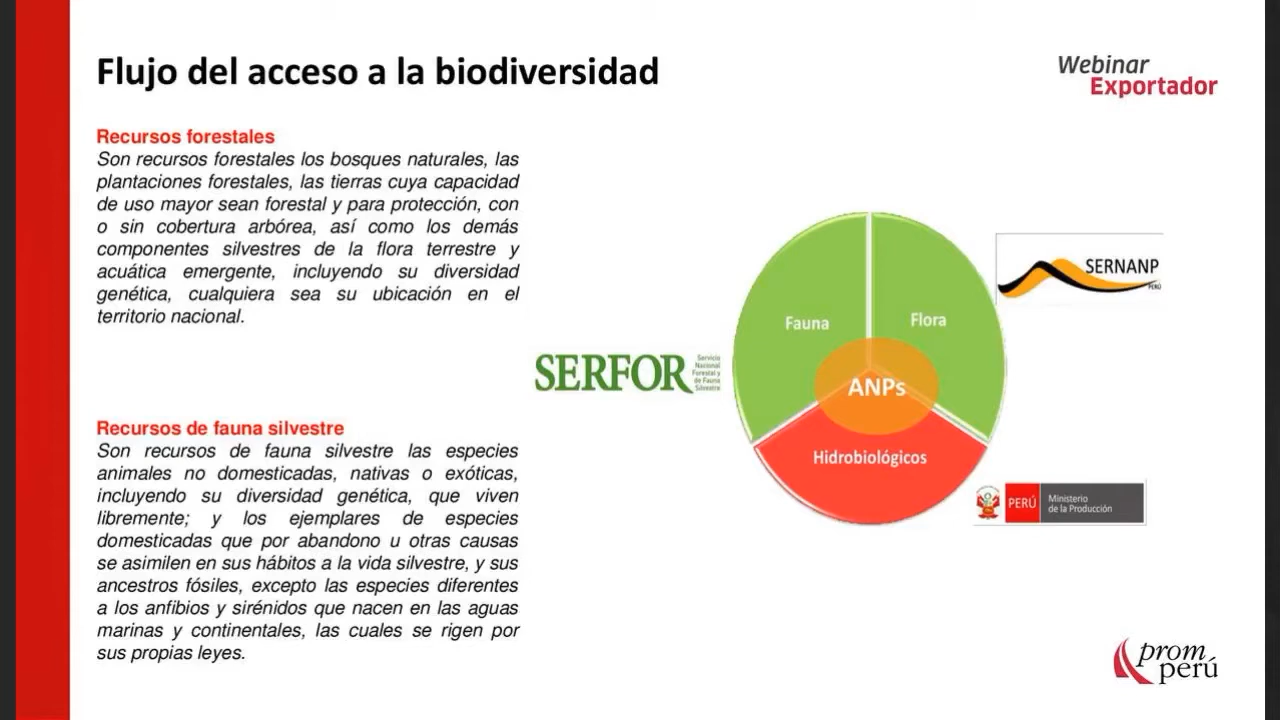 Flujo del acceso a la biodiversidad
Webinar
Exportador
Recursos forestales
Son recursos forestales los bosques naturales, las
plantaciones forestales, las tierras cuya capacidad
de uso mayor sean forestal y para protección, con
o sin cobertura arbórea, así como los demás
componentes silvestres de la flora terrestre y
acuática emergente, incluyendo su diversidad
genética, cualquiera sea su ubicación en el
territorio nacional.
SERNANP
PERÚ
Fauna
Flora
SERFOR
Servicio
Nacional
Forestal y
de Fauna
Silvestre
ANPs
Hidrobiológicos
PERÚ
Ministerio
de la Producción
Recursos de fauna silvestre
Son recursos de fauna silvestre las especies
animales no domesticadas, nativas o exóticas,
incluyendo su diversidad genética, que viven
libremente; y los ejemplares de especies
domesticadas que por abandono u otras causas
se asimilen en sus hábitos a la vida silvestre, y sus
ancestros fósiles, excepto las especies diferentes
a los anfibios y sirénidos que nacen en las aguas
marinas y continentales, las cuales se rigen por
sus propias leyes.
prom
perú